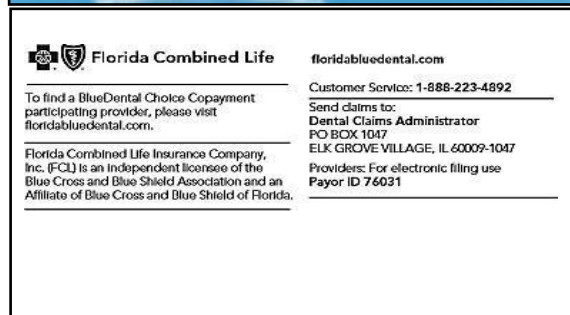 Florida Combined Life
To find a BlueDental Choice Copayment
participating provider, please visit
floridabluedental.com.
Florida Combined Life Insurance Company,
Inc. (FCL) is an independent licensee of the
Blue Cross and Blue Shield Association and an
Affiliate of Blue Cross and Blue Shield of Florida.
floridabluedental.com
Customer Service: 1-888-223-4892
Send claims to:
Dental Claims Administrator
PO BOX 1047
ELK GROVE VILLAGE, IL 60009-1047
Providers: For electronic filing use
Payor ID 76031